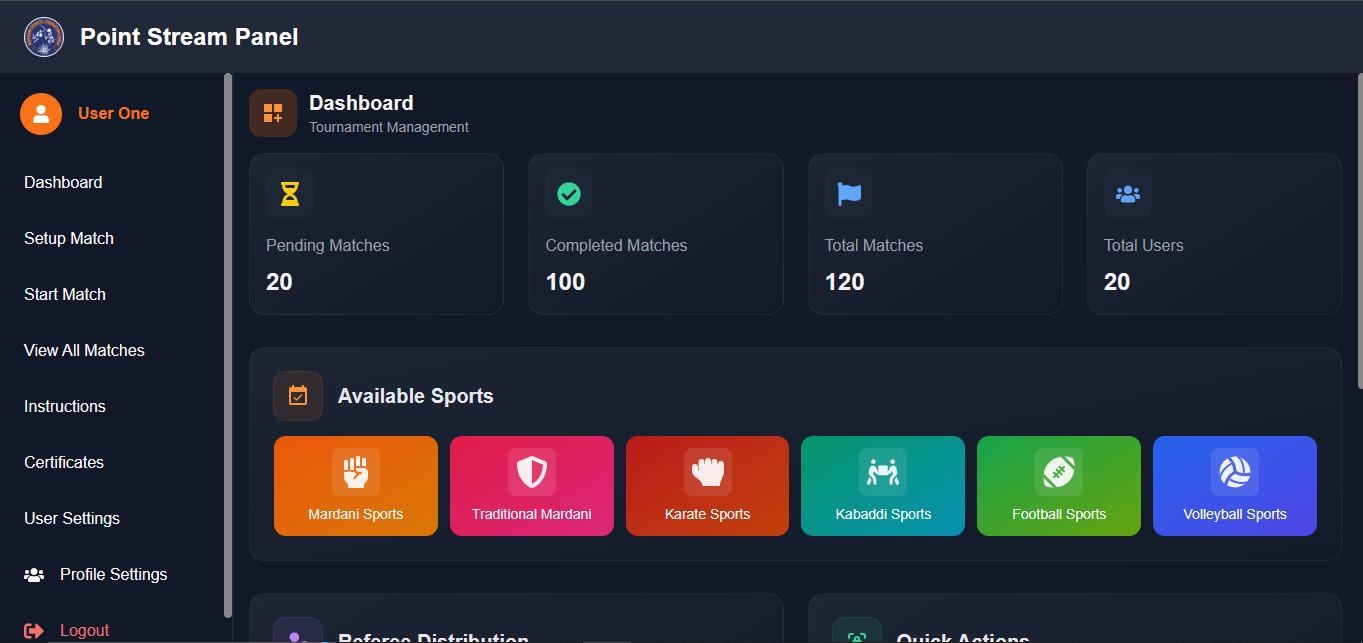 Point Stream Panel
User One
Dashboard
Setup Match
Start Match
View All Matches
Instructions
Certificates
User Settings
Profile Settings
Logout
Dashboard
Tournament Management
Pending Matches
20
Completed Matches
100
Total Matches
120
Total Users
20
Available Sports
Mardani Sports
Traditional Mardani
Karate Sports
Kabaddi Sports
Football Sports
Volleyball Sports
Referee Distribution
Quick Actions